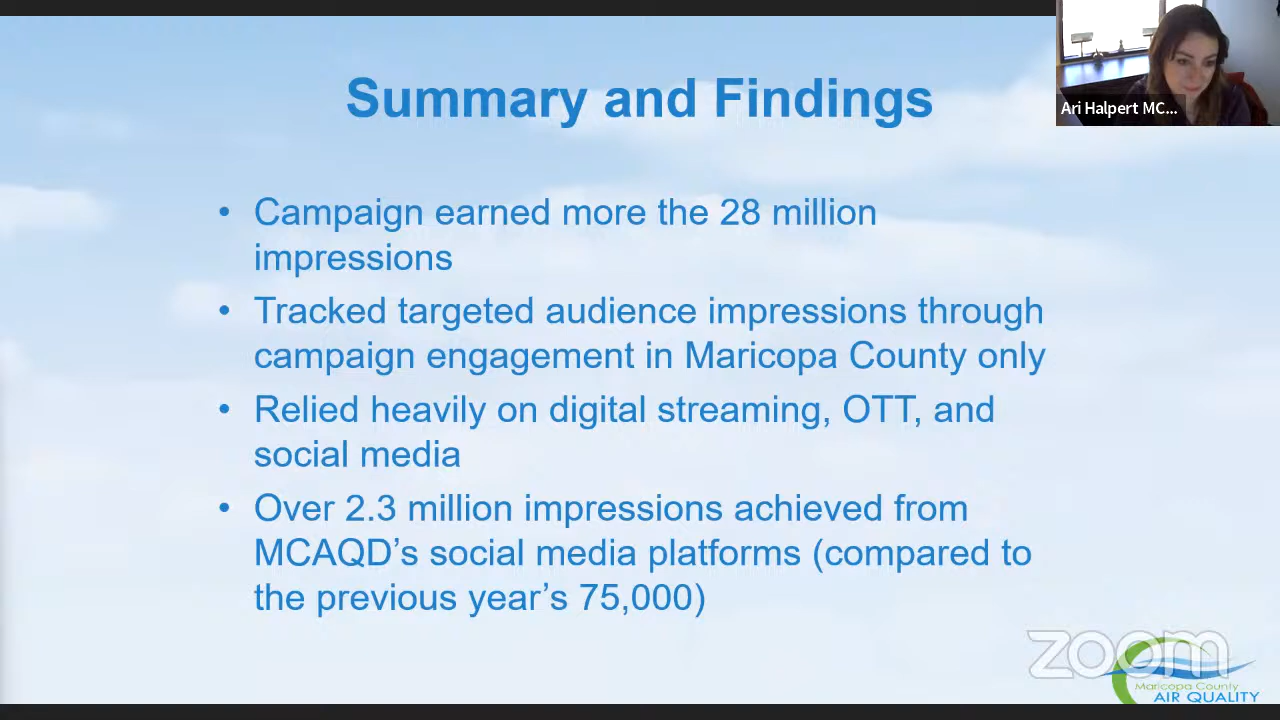 Summary and Findings
Ari Halpert MC...
• Campaign earned more the 28 million
impressions
• Tracked targeted audience impressions through
campaign engagement in Maricopa County only
• Relied heavily on digital streaming, OTT, and
social media
• Over 2.3 million impressions achieved from
MCAQD’s social media platforms (compared to
the previous year’s 75,000)
zoom
Maricopa County
AIR QUALITY